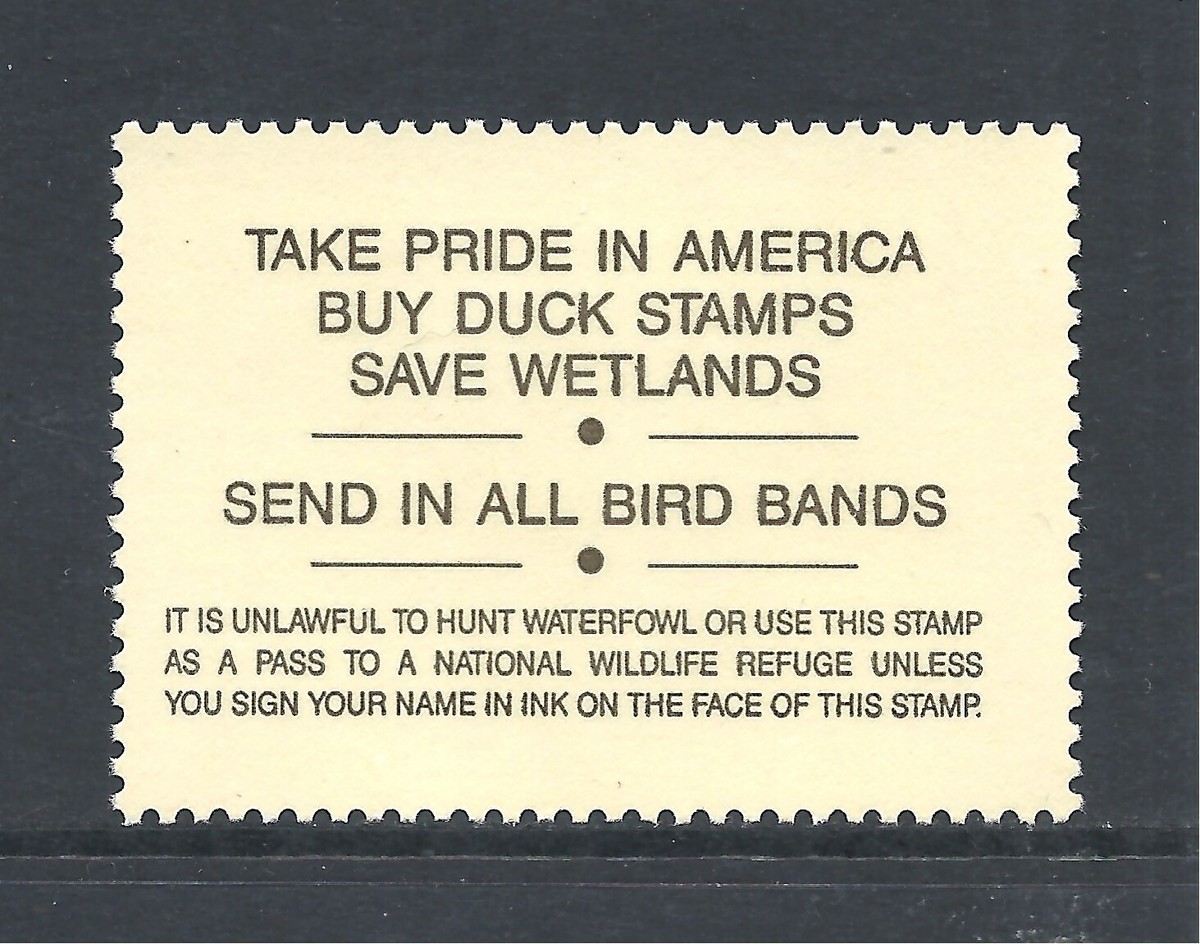 TAKE PRIDE IN AMERICA
BUY DUCK STAMPS
SAVE WETLANDS
SEND IN ALL BIRD BANDS
IT IS UNLAWFUL TO HUNT WATERFOWL OR USE THIS STAMP
AS A PASS TO A NATIONAL WILDLIFE REFUGE UNLESS
YOU SIGN YOUR NAME IN INK ON THE FACE OF THIS STAMP.